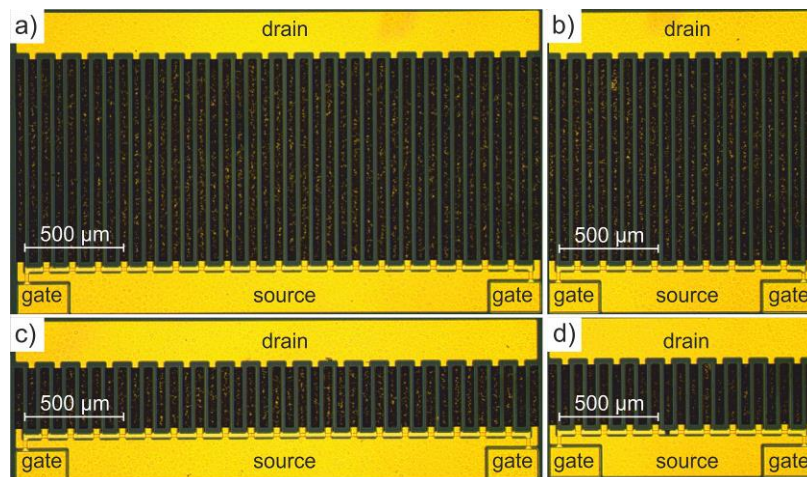 a)
drain
500 µm
gate
source
gate
b)
drain
500 µm
gate
source
gate
c)
drain
500 µm
gate
source
gate
d)
drain
500 µm
gate
source
gate